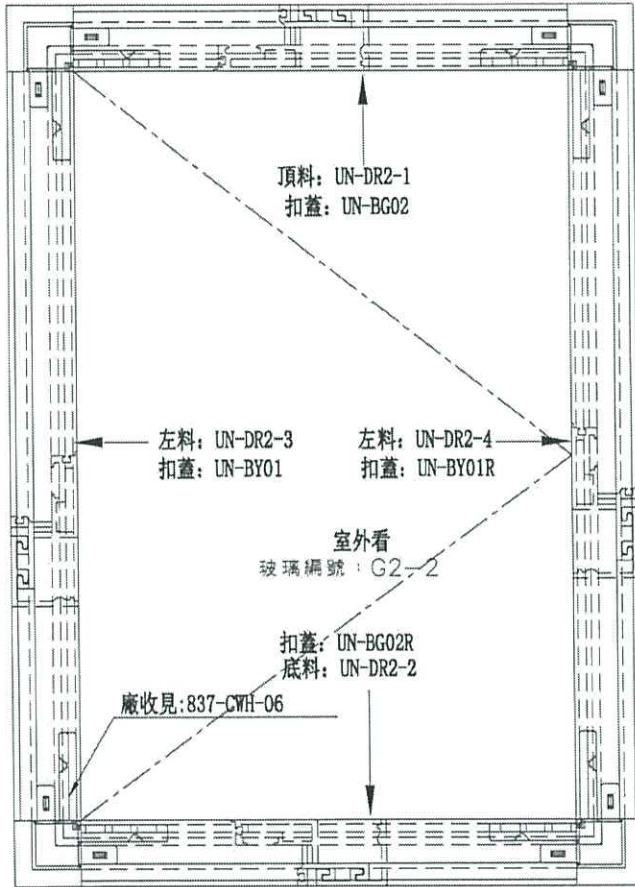 頂料: UN-DR2-1
扣蓋: UN-BG02
左料: UN-DR2-3
扣蓋: UN-BY01
左料: UN-DR2-4
扣蓋: UN-BY01R
室外看
玻璃編號：G2-2
扣蓋: UN-BG02R
底料: UN-DR2-2
廠收見:837-CWH-06